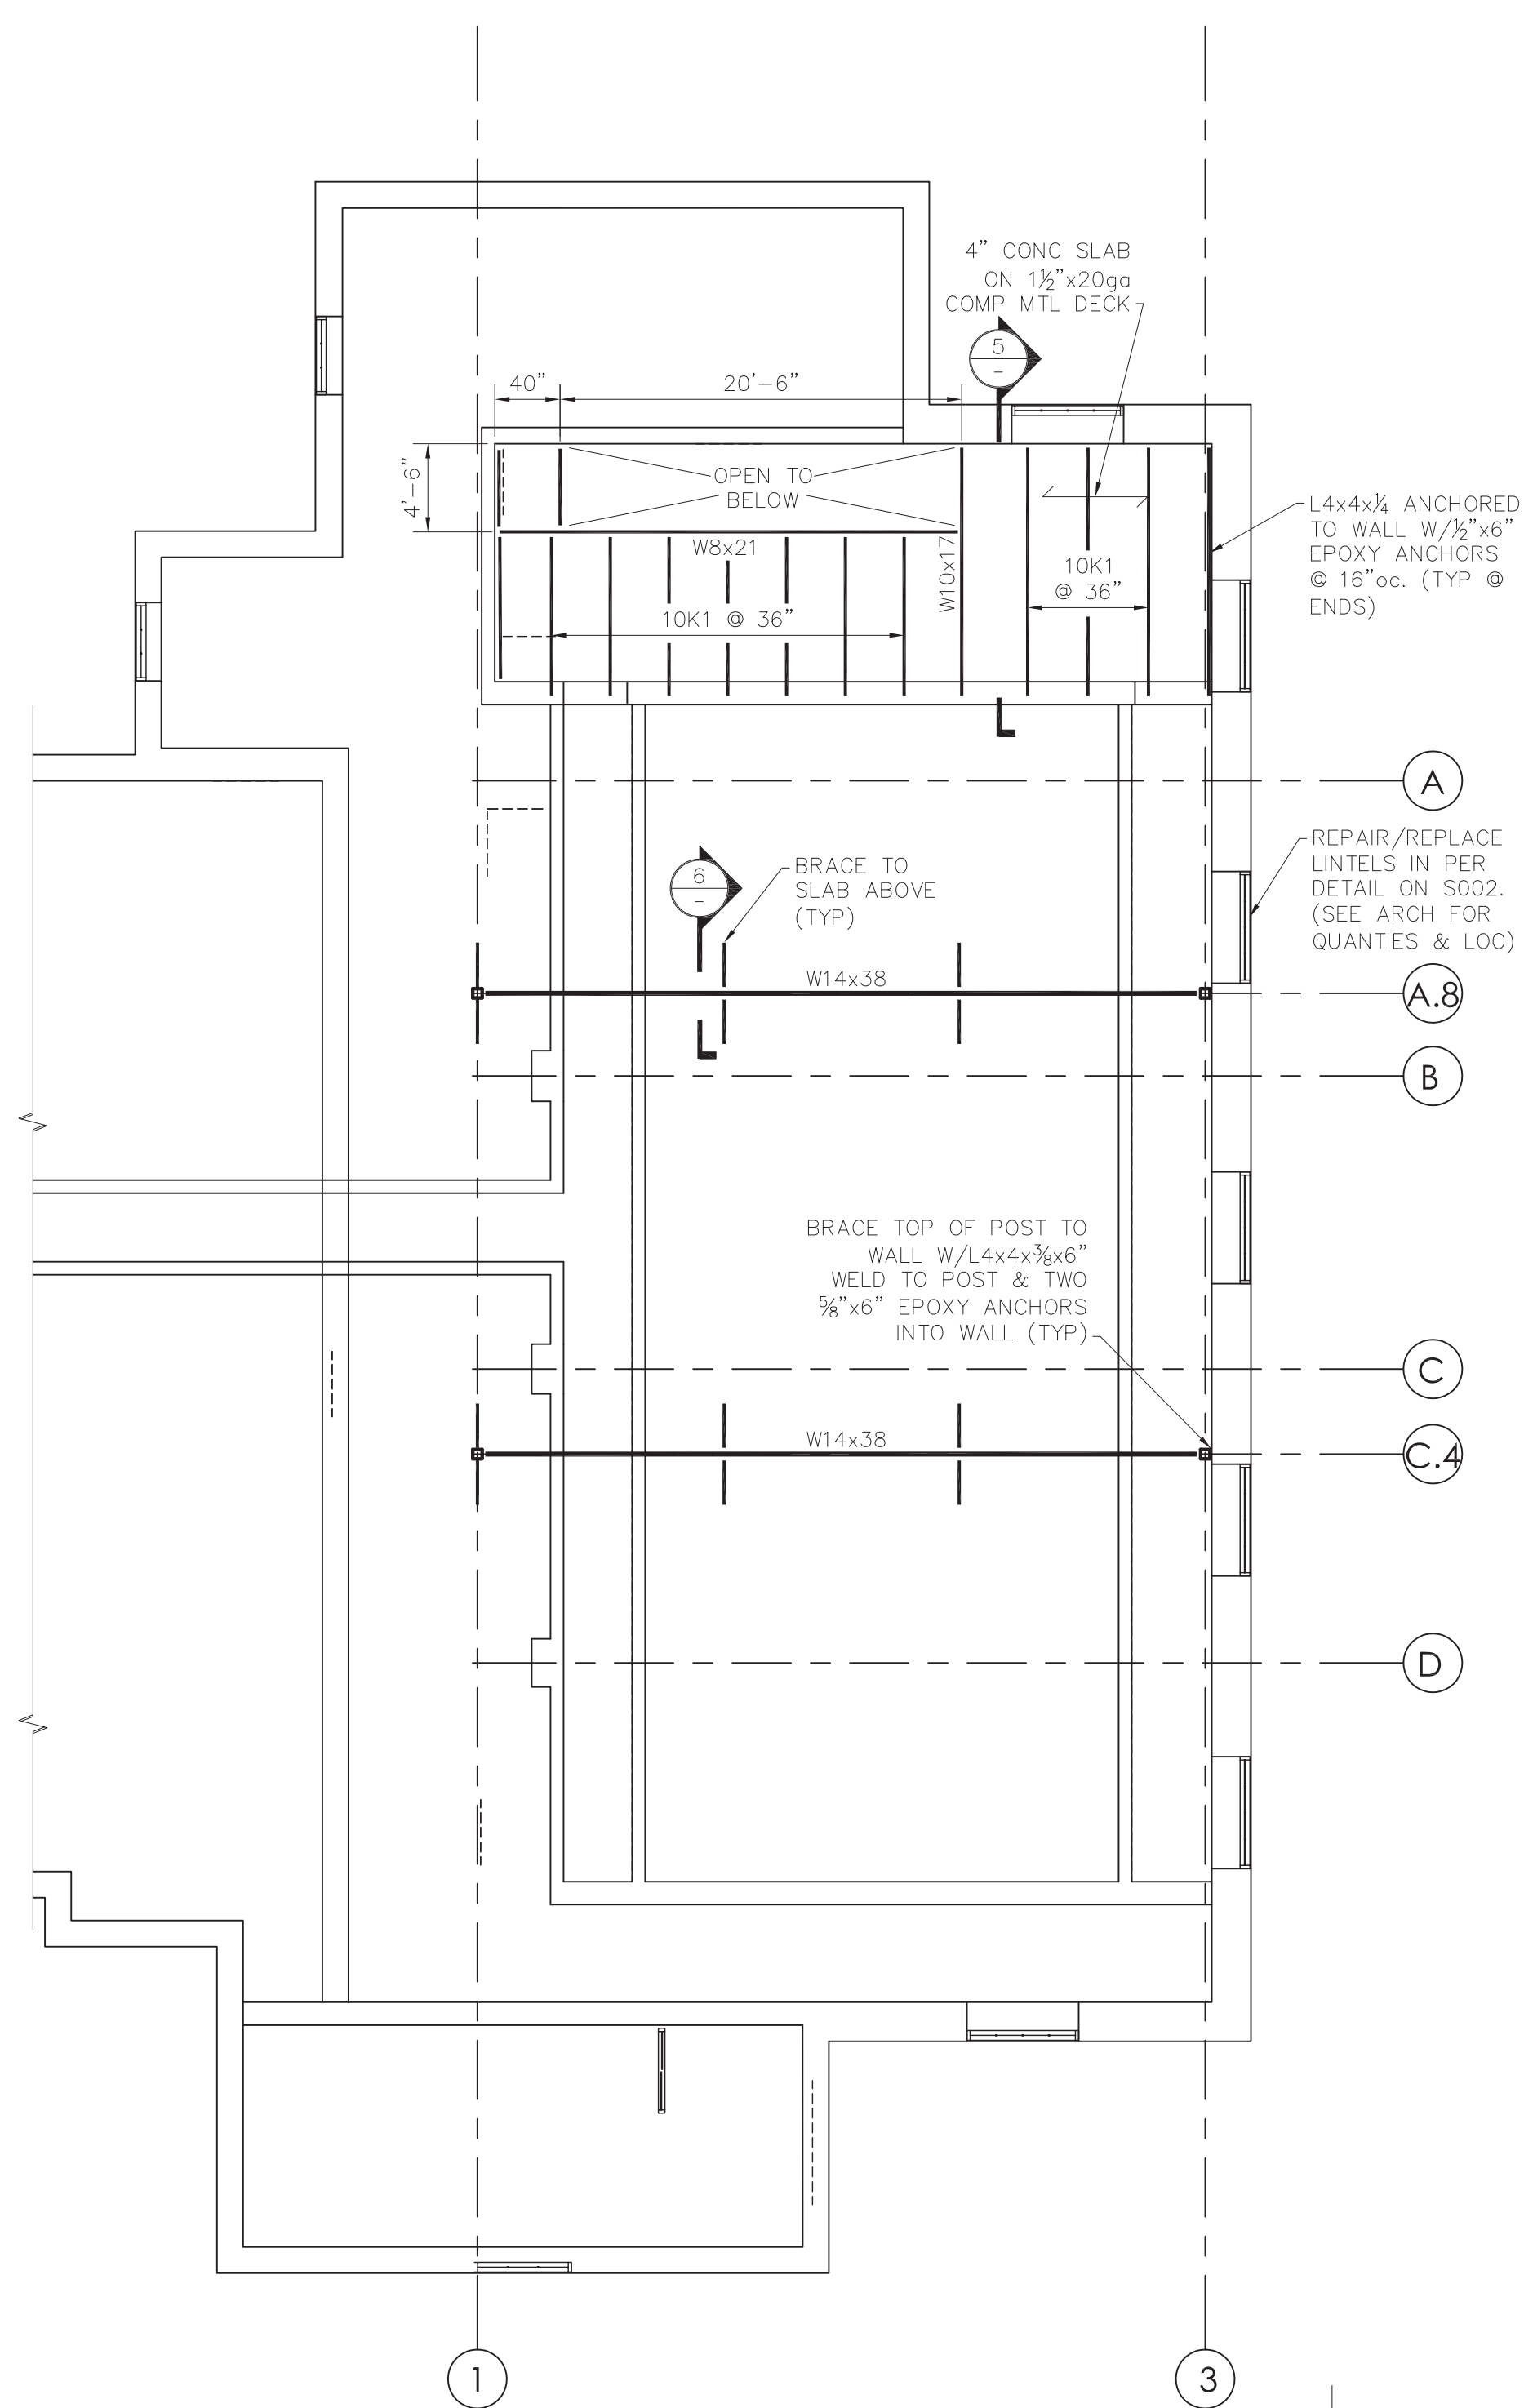 4” CONC SLAB
ON 1½”x20ga
COMP MTL DECK
5
-
40”
20’-6”
4’-6”
OPEN TO
BELOW
W8x21
W10x17
10K1
@ 36”
10K1 @ 36”
L4x4x¼ ANCHORED
TO WALL W/½”x6”
EPOXY ANCHORS
@ 16”oc. (TYP @
ENDS)
A
REPAIR/REPLACE
LINTELS IN PER
DETAIL ON S002.
(SEE ARCH FOR
QUANTIES & LOC)
6
-
BRACE TO
SLAB ABOVE
(TYP)
W14x38
A.8
B
BRACE TOP OF POST TO
WALL W/L4x4x⅜x6”
WELD TO POST & TWO
⅝”x6” EPOXY ANCHORS
INTO WALL (TYP)
C
W14x38
C.4
D
1
3